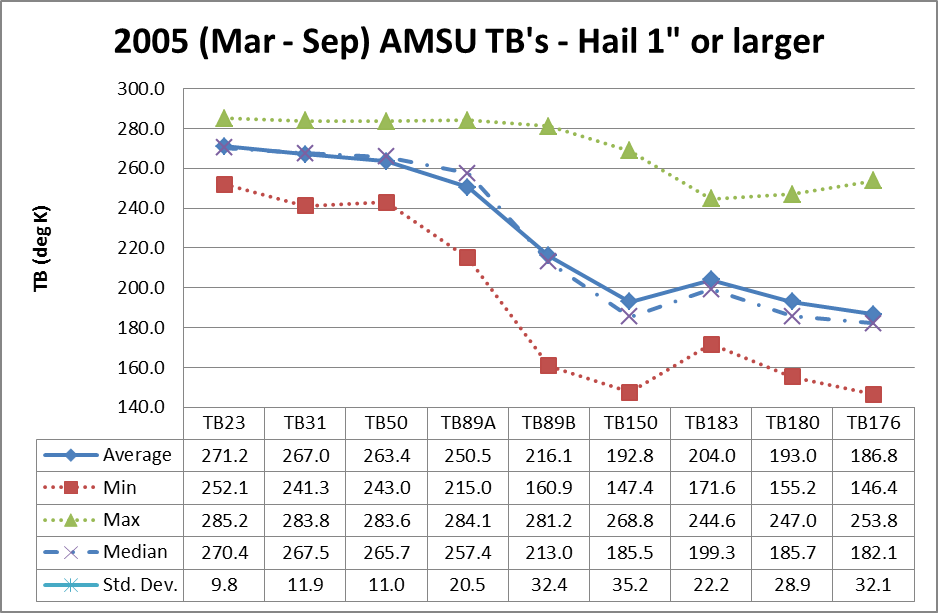 2005 (Mar - Sep) AMSU TB's - Hail 1" or larger
TB (deg K)
300.0
280.0
260.0
240.0
220.0
200.0
180.0
160.0
140.0
TB23 TB31 TB50 TB89A TB89B TB150 TB183 TB180 TB176
Average 271.2 267.0 263.4 250.5 216.1 192.8 204.0 193.0 186.8
Min 252.1 241.3 243.0 215.0 160.9 147.4 171.6 155.2 146.4
Max 285.2 283.8 283.6 284.1 281.2 268.8 244.6 247.0 253.8
Median 270.4 267.5 265.7 257.4 213.0 185.5 199.3 185.7 182.1
Std. Dev. 9.8 11.9 11.0 20.5 32.4 35.2 22.2 28.9 32.1